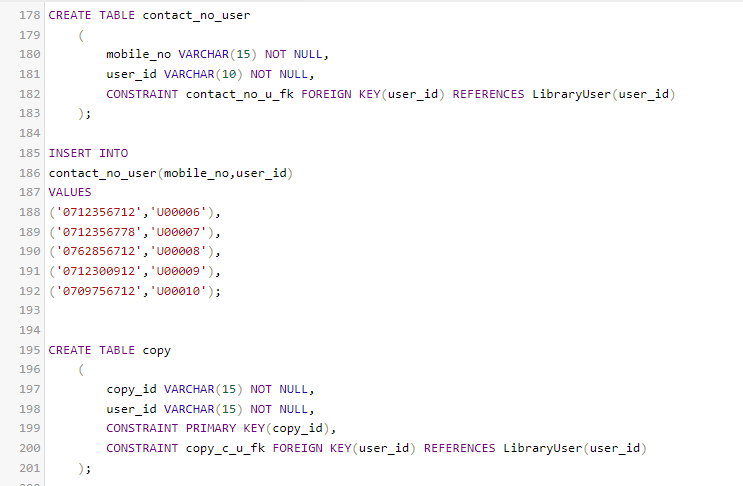 178 CREATE TABLE contact_no_user
179 (
180 mobile_no VARCHAR(15) NOT NULL,
181 user_id VARCHAR(10) NOT NULL,
182 CONSTRAINT contact_no_u_fk FOREIGN KEY(user_id) REFERENCES LibraryUser(user_id)
183 );
184
185 INSERT INTO
186 contact_no_user(mobile_no,user_id)
187 VALUES
188 ('0712356712','U00006'),
189 ('0712356778','U00007'),
190 ('0762856712','U00008'),
191 ('0712300912','U00009'),
192 ('0709756712','U00010');
193
194
195 CREATE TABLE copy
196 (
197 copy_id VARCHAR(15) NOT NULL,
198 user_id VARCHAR(15) NOT NULL,
199 CONSTRAINT PRIMARY KEY(copy_id),
200 CONSTRAINT copy_c_u_fk FOREIGN KEY(user_id) REFERENCES LibraryUser(user_id)
201 );